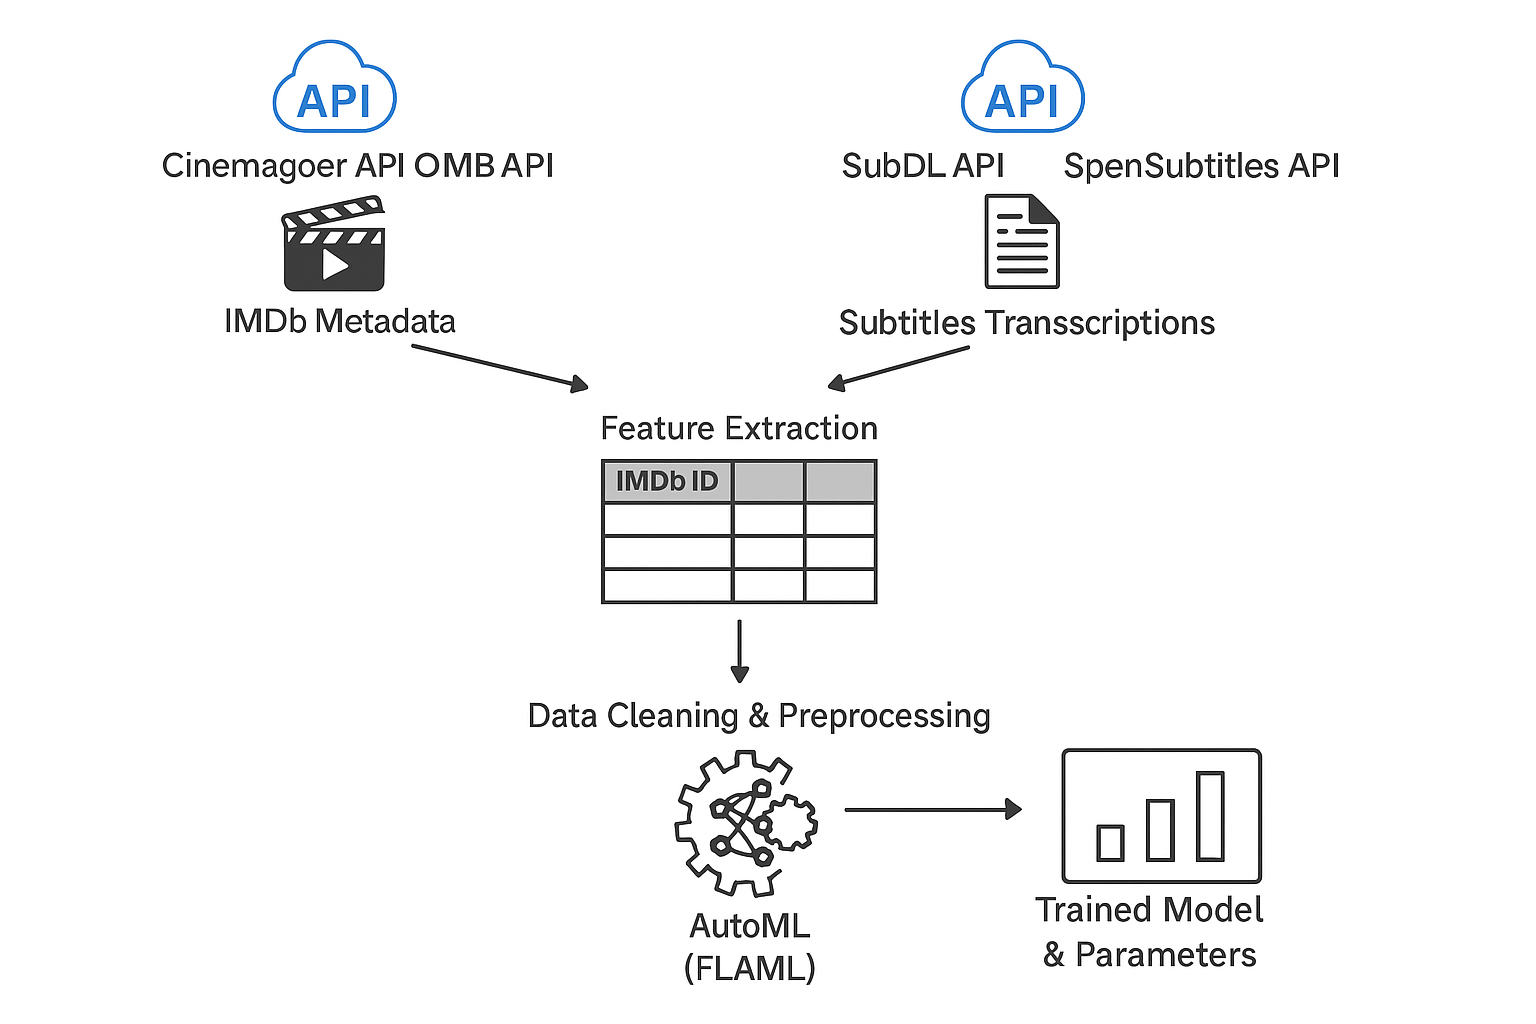 API
API
Cinemagoer API OMB API
SubDL API SpenSubtitles API
IMDb Metadata
Subtitles Transscriptions
Feature Extraction
IMDb ID
Data Cleaning & Preprocessing
AutoML
(FLAML)
Trained Model
& Parameters